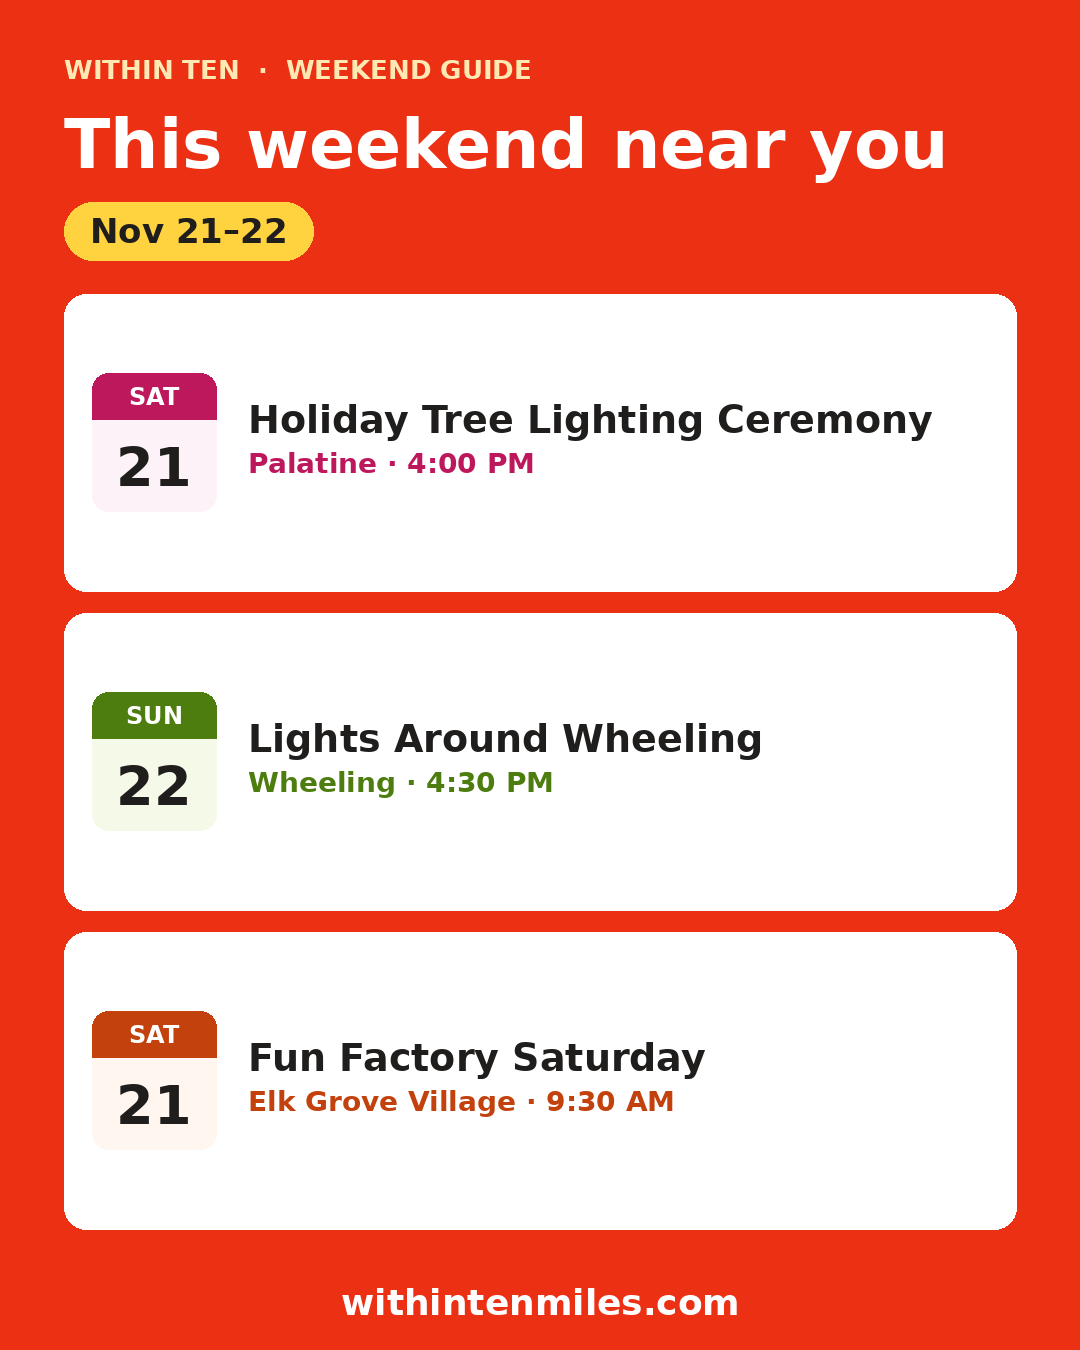 WITHIN TEN · WEEKEND GUIDE
This weekend near you
Nov 21–22
SAT
21
Holiday Tree Lighting Ceremony
Palatine · 4:00 PM
SUN
22
Lights Around Wheeling
Wheeling · 4:30 PM
SAT
21
Fun Factory Saturday
Elk Grove Village · 9:30 AM
withintenmiles.com